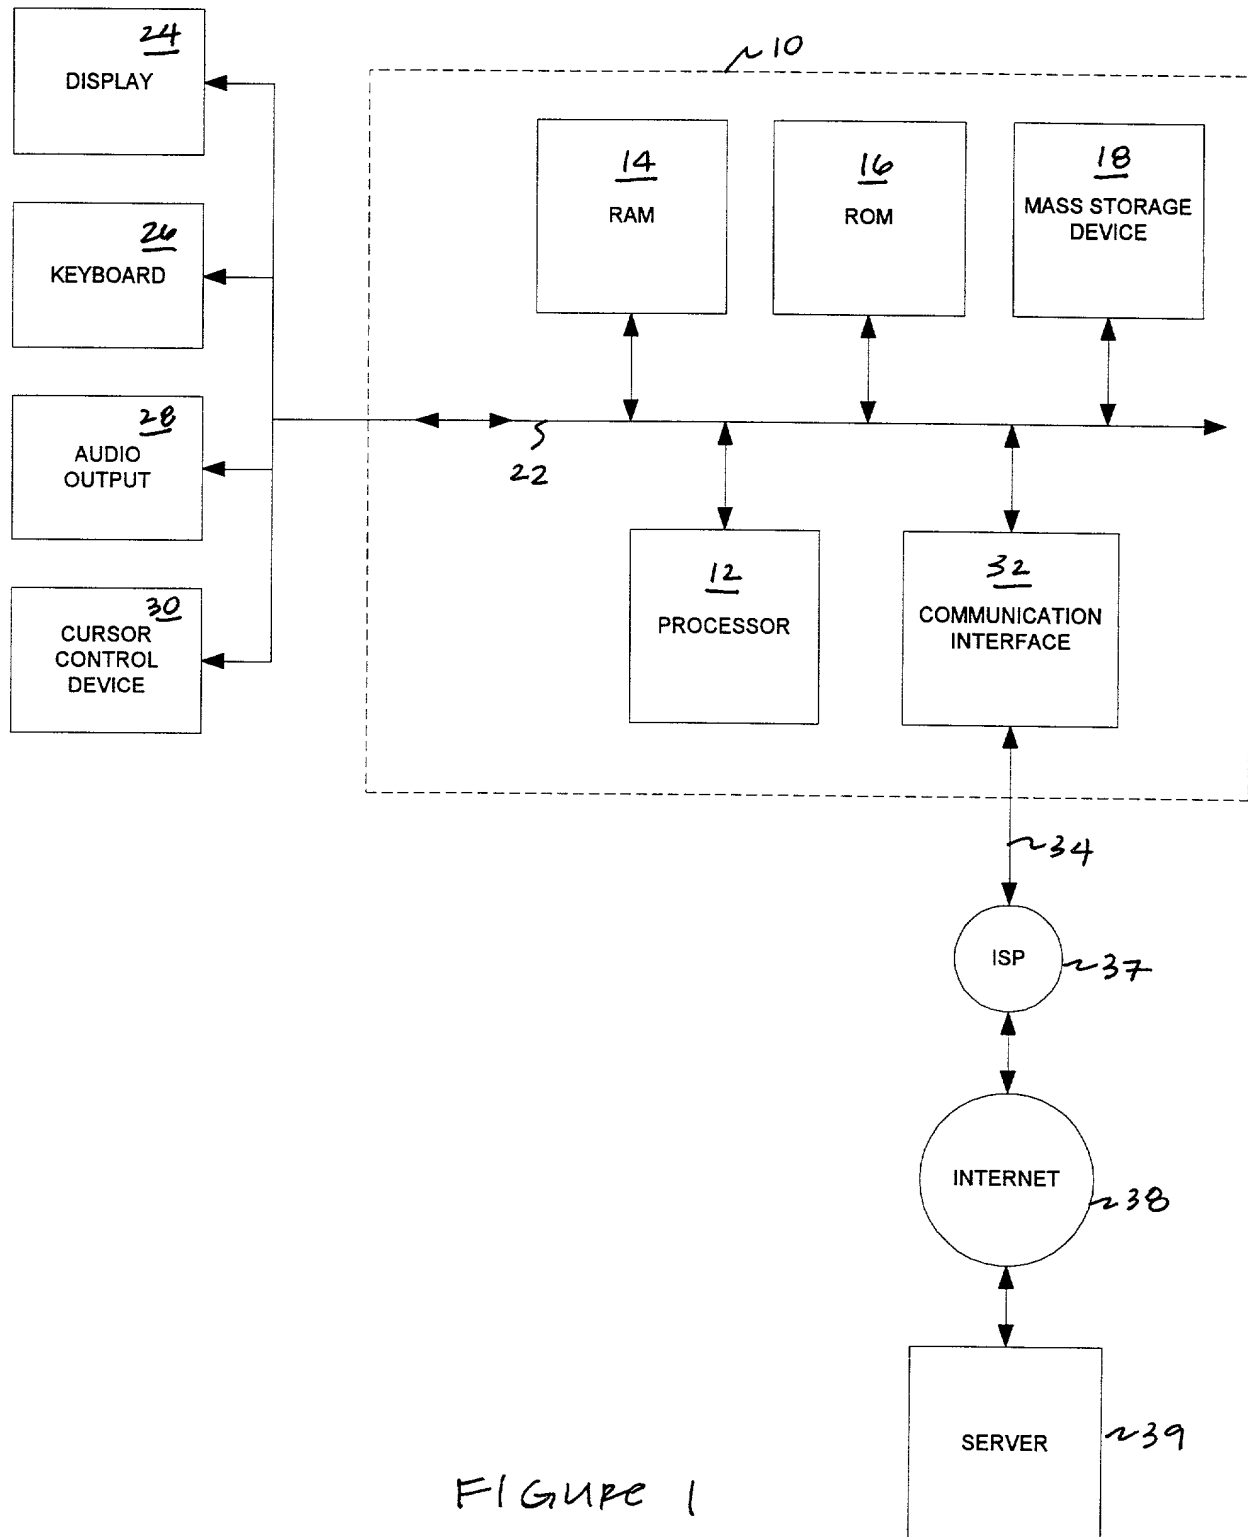 24
DISPLAY
26
KEYBOARD
28
AUDIO
OUTPUT
30
CURSOR
CONTROL
DEVICE
10
14
RAM
16
ROM
18
MASS STORAGE
DEVICE
22
12
PROCESSOR
32
COMMUNICATION
INTERFACE
34
ISP
37
INTERNET
38
SERVER
39
FIGURE 1